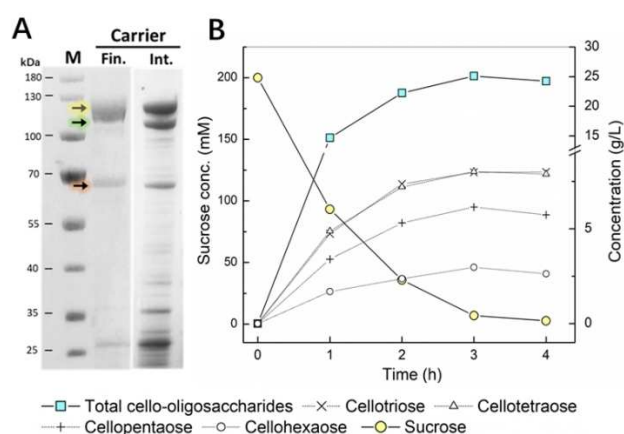 A
B
Carrier
M Fin. Int.
kDa
180
130
100
70
55
40
35
25
Sucrose conc. (mM)
200
150
100
50
0
Concentration (g/L)
30
25
20
15
5
0
0 1 2 3 4
Time (h)
Total cello-oligosaccharides Cellotriose Cellotetraose
Cellopentaose Cellohexaose Sucrose